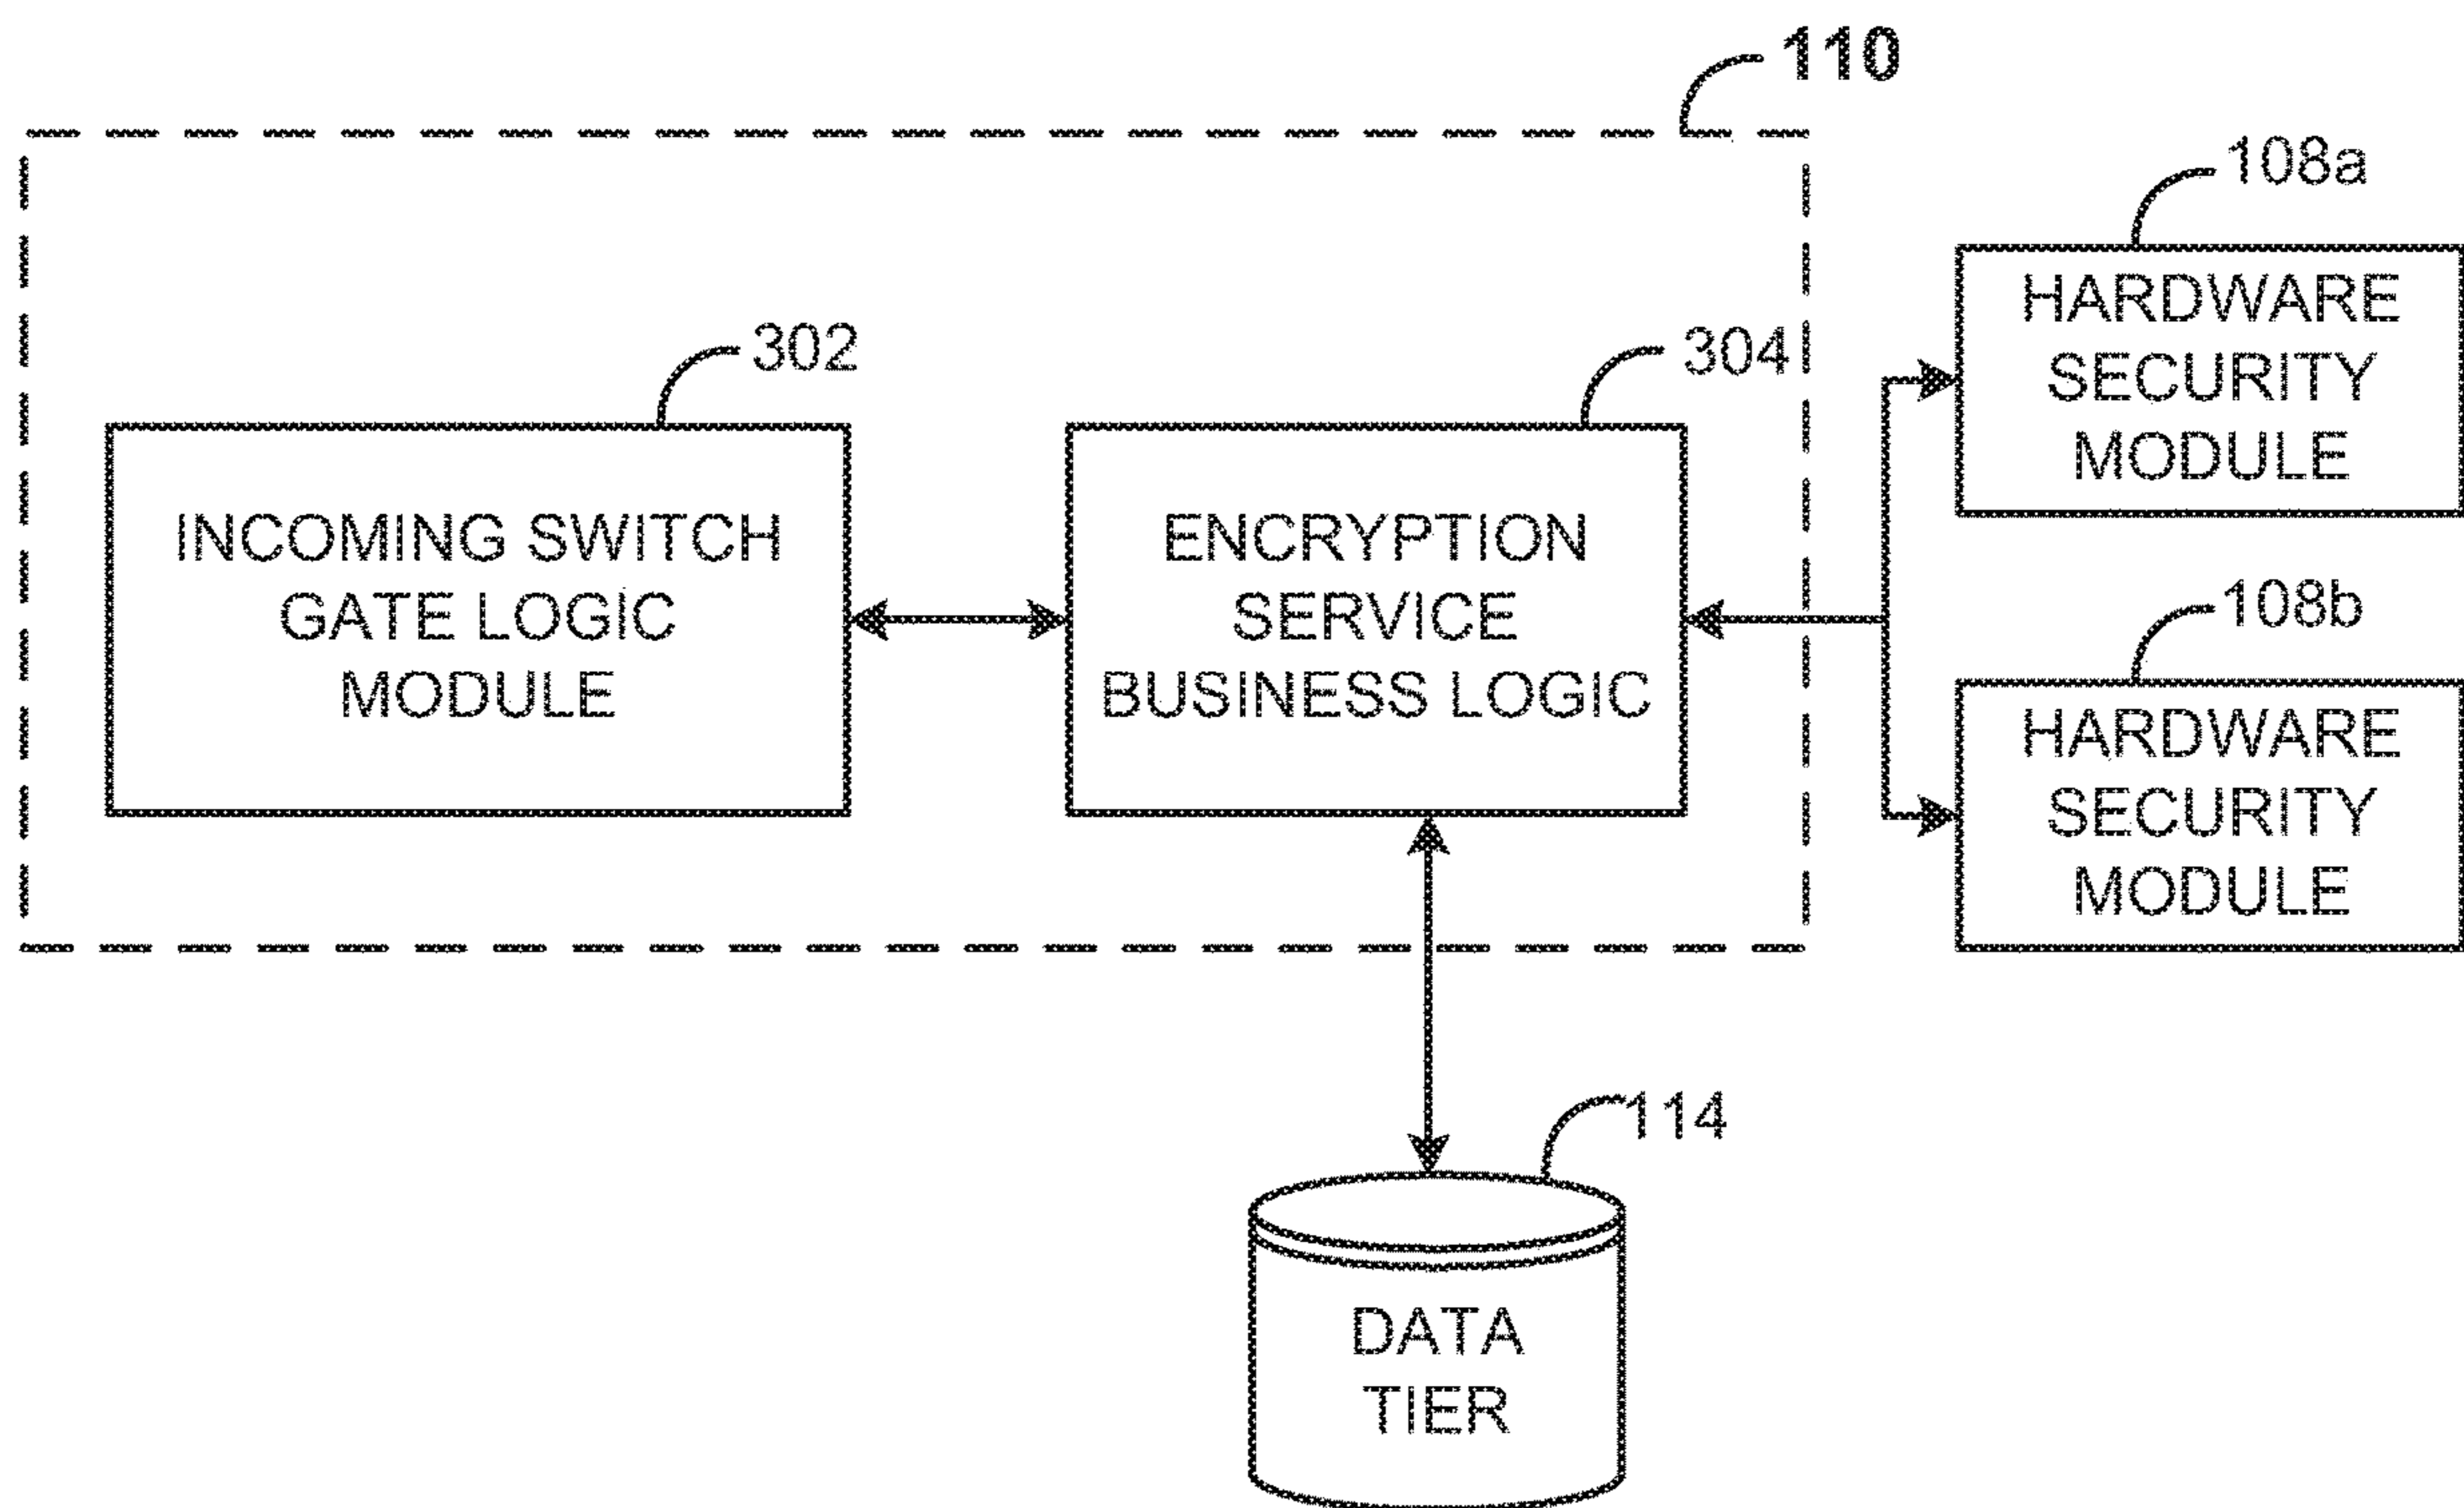 110
108a
HARDWARE
SECURITY
MODULE
302
INCOMING SWITCH
GATE LOGIC
MODULE
304
ENCRYPTION
SERVICE
BUSINESS LOGIC
108b
HARDWARE
SECURITY
MODULE
114
DATA
TIER